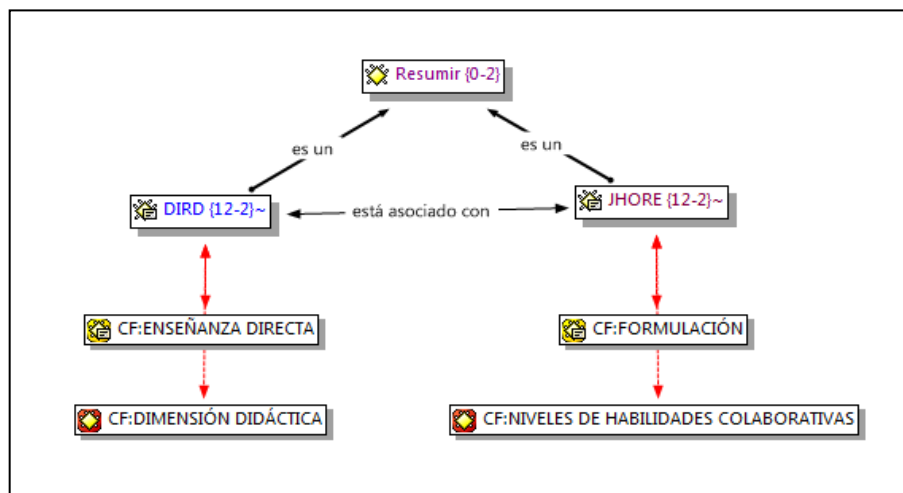 Resumir {0-2}
es un
es un
DIRD {12-2}~
está asociado con
JHORE {12-2}~
CF:ENSEÑANZA DIRECTA
CF:FORMULACIÓN
CF:DIMENSIÓN DIDÁCTICA
CF:NIVELES DE HABILIDADES COLABORATIVAS